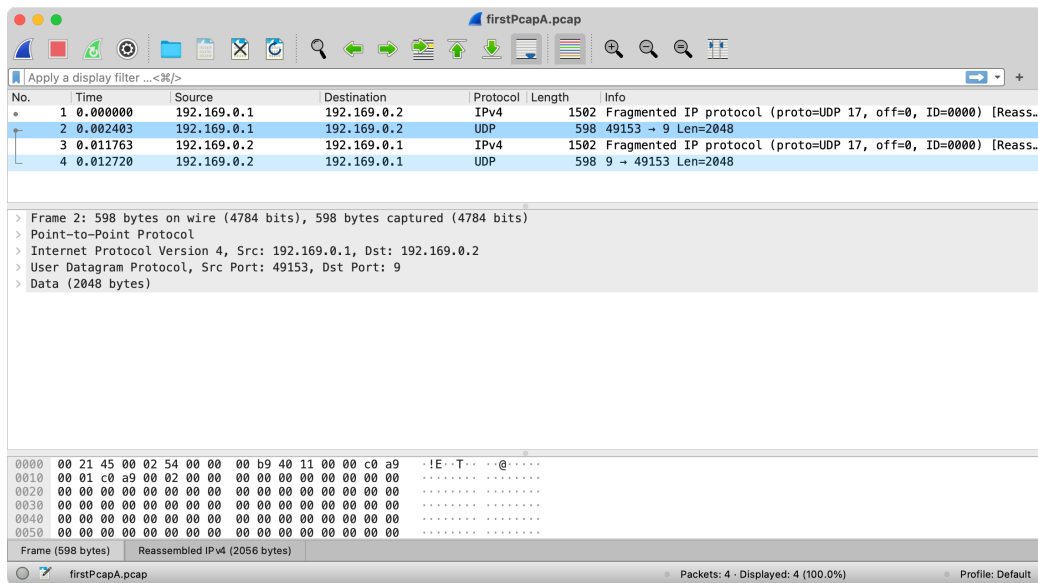 firstPcapA.pcap
Apply a display filter ...<⌘/>
+
No. Time Source Destination Protocol Length Info
1 0.000000 192.169.0.1 192.169.0.2 IPv4 1502 Fragmented IP protocol (proto=UDP 17, off=0, ID=0000) [Reass…
2 0.002403 192.169.0.1 192.169.0.2 UDP 598 49153 → 9 Len=2048
3 0.011763 192.169.0.2 192.169.0.1 IPv4 1502 Fragmented IP protocol (proto=UDP 17, off=0, ID=0000) [Reass…
4 0.012720 192.169.0.2 192.169.0.1 UDP 598 9 → 49153 Len=2048
> Frame 2: 598 bytes on wire (4784 bits), 598 bytes captured (4784 bits)
> Point-to-Point Protocol
> Internet Protocol Version 4, Src: 192.169.0.1, Dst: 192.169.0.2
> User Datagram Protocol, Src Port: 49153, Dst Port: 9
> Data (2048 bytes)
0000 00 21 45 00 02 54 00 00 00 b9 40 11 00 00 c0 a9 ·!E··T·· ··@·····
0010 00 01 c0 a9 00 02 00 00 00 00 00 00 00 00 00 00 ········ ········
0020 00 00 00 00 00 00 00 00 00 00 00 00 00 00 00 00 ········ ········
0030 00 00 00 00 00 00 00 00 00 00 00 00 00 00 00 00 ········ ········
0040 00 00 00 00 00 00 00 00 00 00 00 00 00 00 00 00 ········ ········
0050 00 00 00 00 00 00 00 00 00 00 00 00 00 00 00 00 ········ ········
Frame (598 bytes) Reassembled IPv4 (2056 bytes)
firstPcapA.pcap Packets: 4 · Displayed: 4 (100.0%) Profile: Default